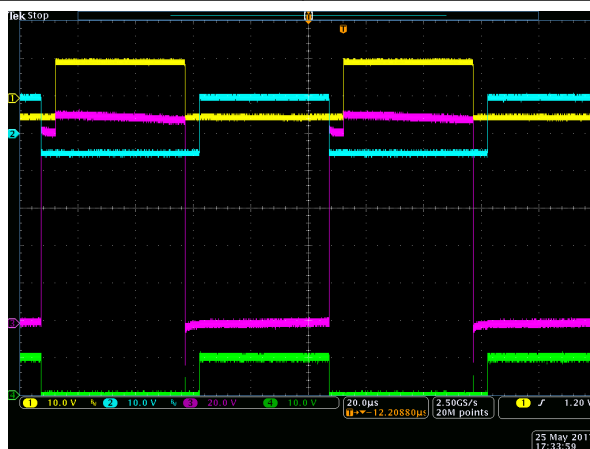 Tek Stop
T
T
1
2
3
4
1 10.0 V 2 10.0 V 3 20.0 V 4 10.0 V
20.0µs
T→▼−12.20880µs
2.50GS/s
20M points
1 1.20 V
25 May 201
17:33:59